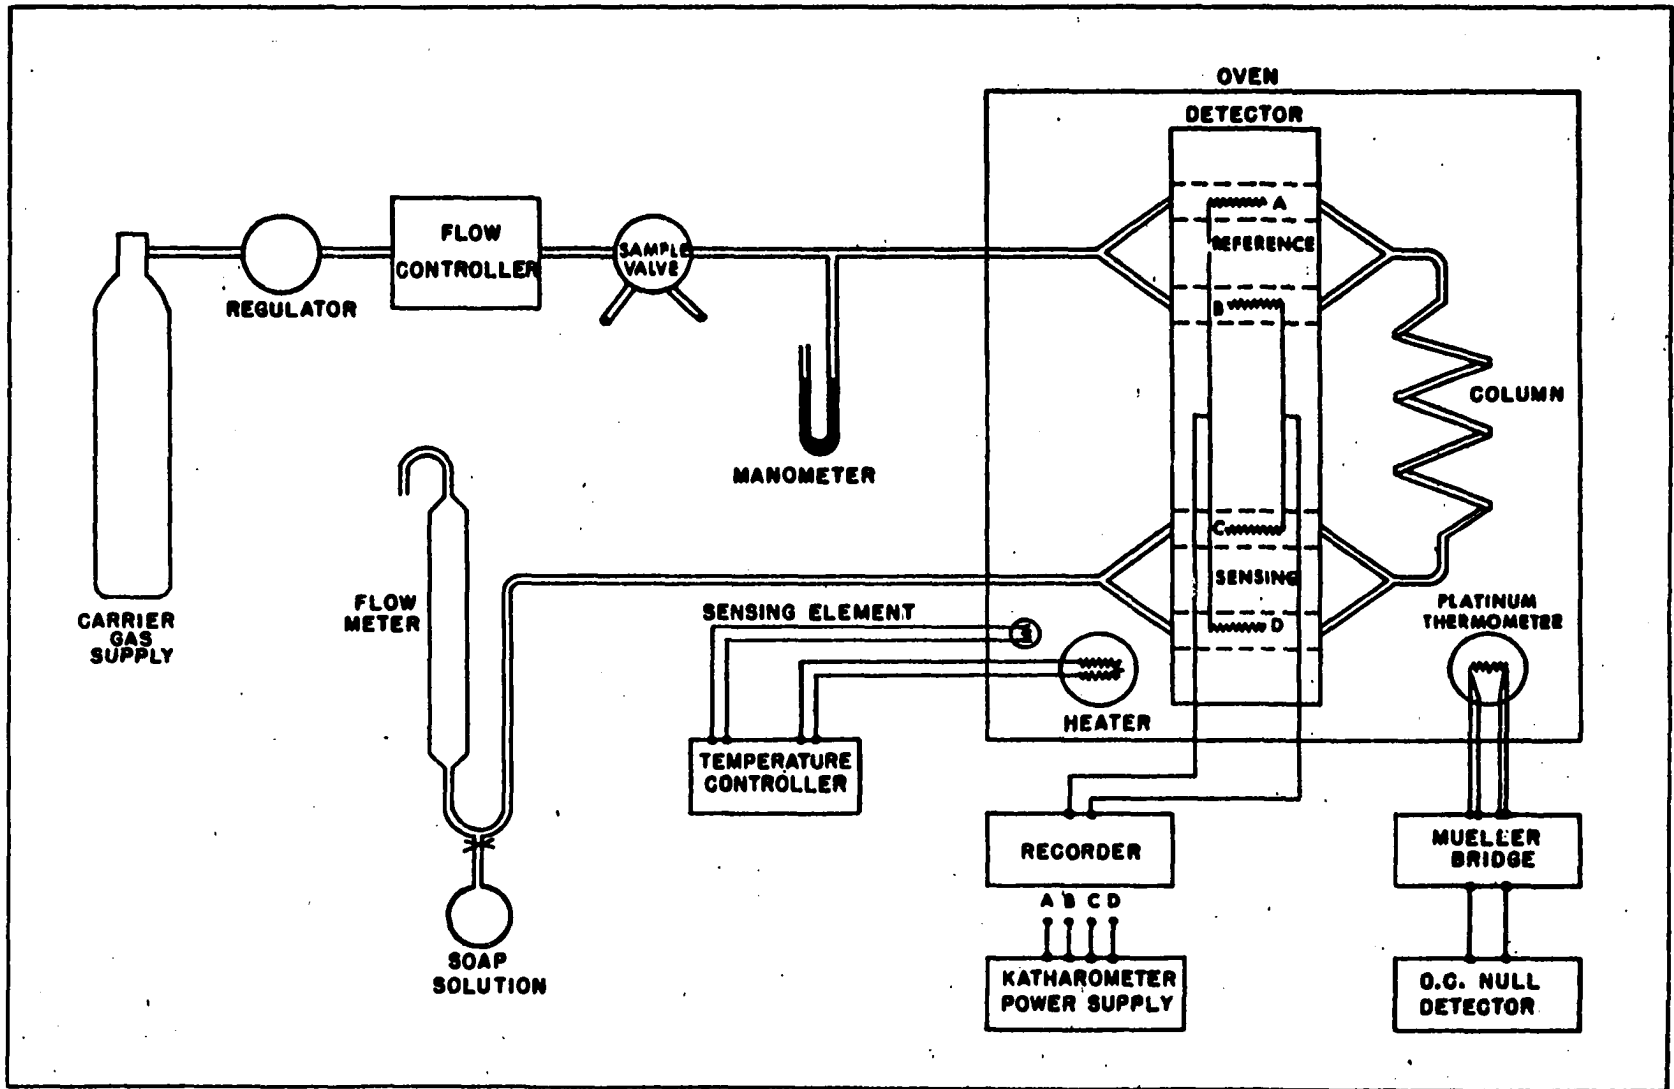 OVEN
DETECTOR
A
FLOW
CONTROLLER
SAMPLE
VALVE
REFERENCE
REGULATOR
B
COLUMN
MANOMETER
C
SENSING
FLOW
METER
SENSING ELEMENT
PLATINUM
THERMOMETER
CARRIER
GAS
SUPPLY
D
HEATER
TEMPERATURE
CONTROLLER
RECORDER
MUELLER
BRIDGE
A B C D
SOAP
SOLUTION
KATHAROMETER
POWER SUPPLY
D.C. NULL
DETECTOR